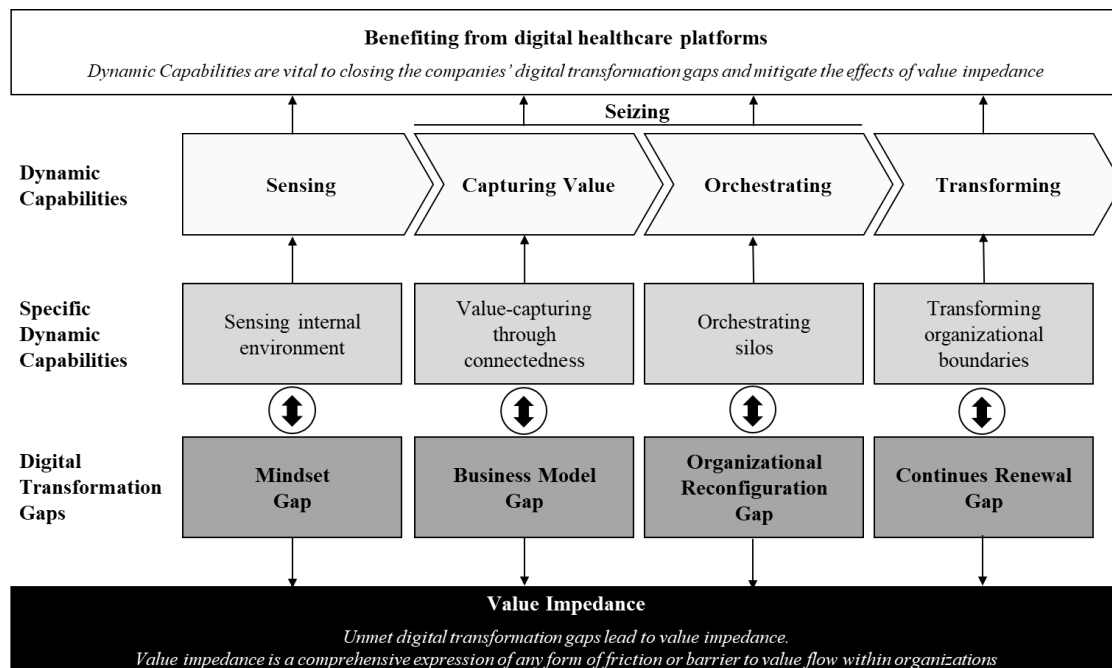 Benefiting from digital healthcare platforms
Dynamic Capabilities are vital to closing the companies’ digital transformation gaps and mitigate the effects of value impedance
Seizing
Dynamic
Capabilities
Sensing
Capturing Value
Orchestrating
Transforming
Specific
Dynamic
Capabilities
Sensing internal
environment
Value-capturing
through
connectedness
Orchestrating
silos
Transforming
organizational
boundaries
Digital
Transformation
Gaps
Mindset
Gap
Business Model
Gap
Organizational
Reconfiguration
Gap
Continues Renewal
Gap
Value Impedance
Unmet digital transformation gaps lead to value impedance.
Value impedance is a comprehensive expression of any form of friction or barrier to value flow within organizations